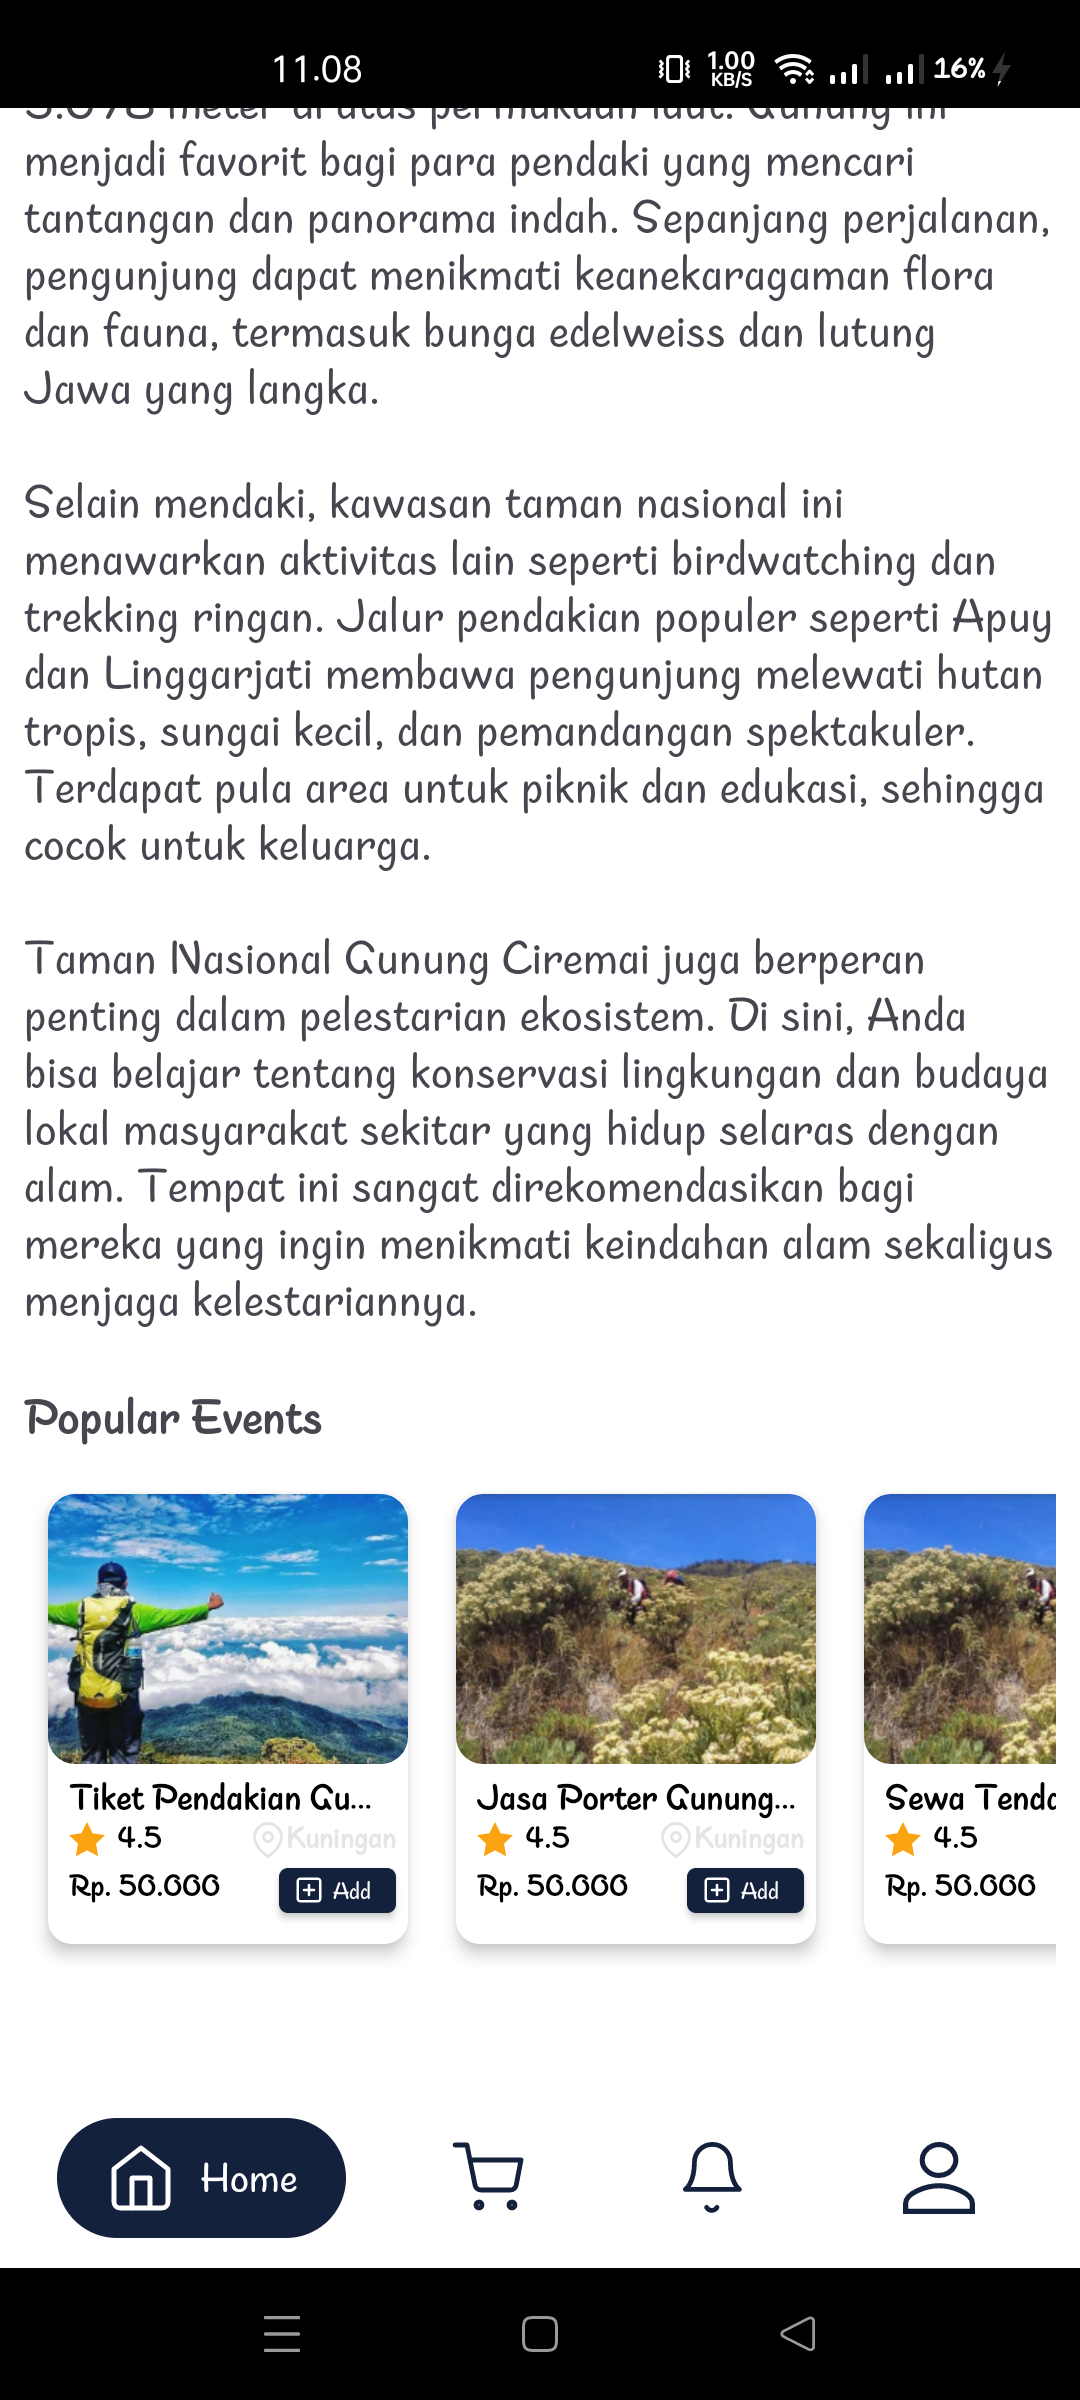 11.08
1.00
KB/S
16%
3.078 meter di atas permukaan laut. Gunung ini
menjadi favorit bagi para pendaki yang mencari
tantangan dan panorama indah. Sepanjang perjalanan,
pengunjung dapat menikmati keanekaragaman flora
dan fauna, termasuk bunga edelweiss dan lutung
Jawa yang langka.
Selain mendaki, kawasan taman nasional ini
menawarkan aktivitas lain seperti birdwatching dan
trekking ringan. Jalur pendakian populer seperti Apuy
dan Linggarjati membawa pengunjung melewati hutan
tropis, sungai kecil, dan pemandangan spektakuler.
Terdapat pula area untuk piknik dan edukasi, sehingga
cocok untuk keluarga.
Taman Nasional Gunung Ciremai juga berperan
penting dalam pelestarian ekosistem. Di sini, Anda
bisa belajar tentang konservasi lingkungan dan budaya
lokal masyarakat sekitar yang hidup selaras dengan
alam. Tempat ini sangat direkomendasikan bagi
mereka yang ingin menikmati keindahan alam sekaligus
menjaga kelestariannya.
Popular Events
Tiket Pendakian Gu...
4.5 Kuningan
Rp. 50.000 Add
Jasa Porter Gunung...
4.5 Kuningan
Rp. 50.000 Add
Sewa Tenda
4.5
Rp. 50.000
Home